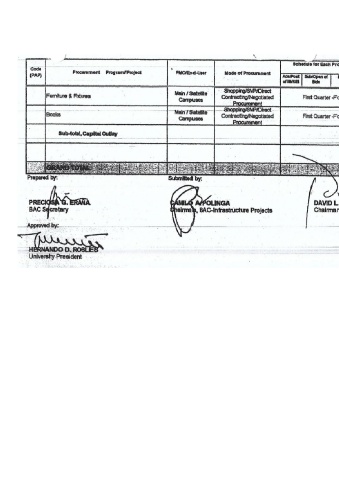 Code (PAP)
Procurement Program/Project
PMO/End-User
Mode of Procurement
Schedule for Each Pro
Ads/Post of IB/REI
Sub/Open of Bids
Furniture & Fixtures
Main / Satellite Campuses
Shopping/SVP/Direct Contracting/Negotiated Procurement
First Quarter -Fo
Books
Main / Satellite Campuses
Shopping/SVP/Direct Contracting/Negotiated Procurement
First Quarter -Fo
Sub-total, Capital Outlay
GRAND TOTAL
Prepared by:
Submitted by:
PRECIOSA G. ERAÑA
CAMILO A. POLINGA
DAVID L.
BAC Secretary
Chairman, BAC-Infrastructure Projects
Chairman
Approved by:
HERNANDO D. ROBLES
University President